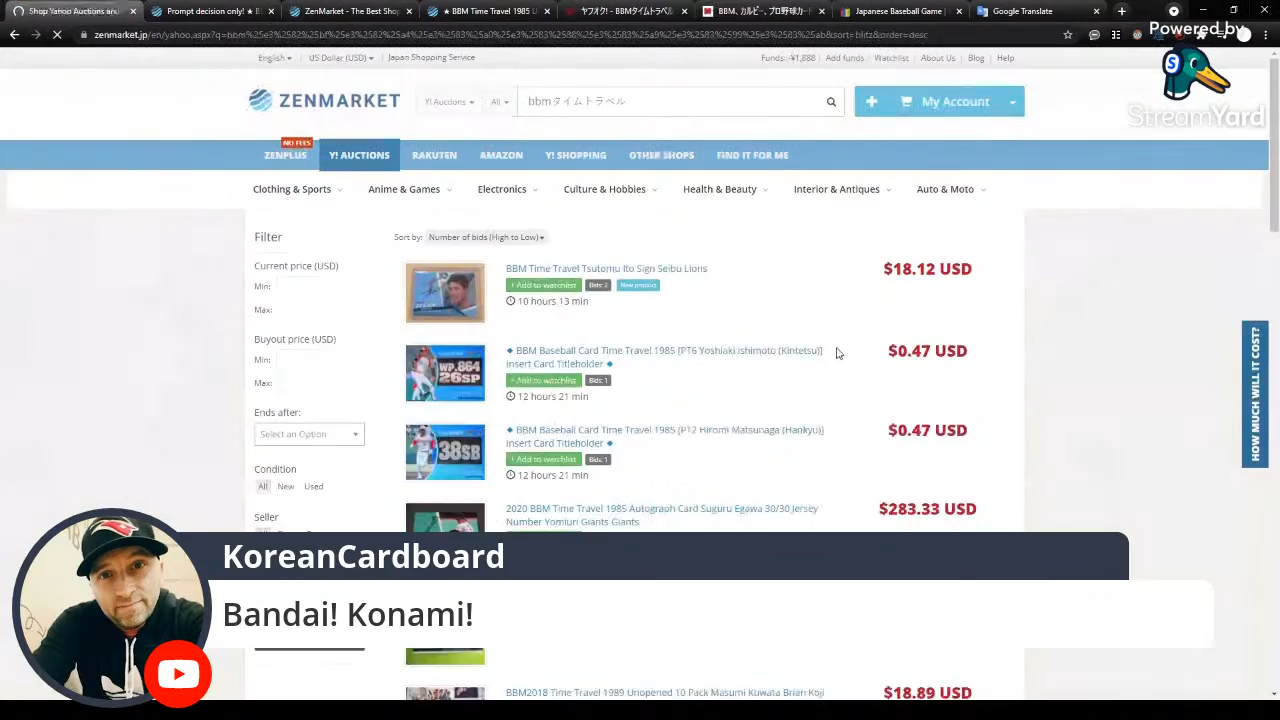 Shop Yahoo Auctions and
Prompt decision only! ★ B
ZenMarket - The Best Sho
★ BBM Time Travel 1985 U
ヤフオク! - BBMタイムトラベル
BBM、カルビー、プロ野球カー
Japanese Baseball Game
Google Translate
Powered by
StreamYard
English
US Dollar (USD)
Japan Shopping Service
Funds: -¥1,888
Add funds
Watchlist
About Us
Blog
Help
ZENMARKET
Y! Auctions
All
bbmタイムトラベル
My Account
NO FEES
ZENPLUS
Y! AUCTIONS
RAKUTEN
AMAZON
Y! SHOPPING
OTHER SHOPS
FIND IT FOR ME
Clothing & Sports
Anime & Games
Electronics
Culture & Hobbies
Health & Beauty
Interior & Antiques
Auto & Moto
Filter
Sort by: Number of bids (High to Low)
Current price (USD)
Min:
Max:
Buyout price (USD)
Min:
Max:
Ends after:
Select an Option
Condition
All New Used
Seller
BBM Time Travel Tsutomu Ito Sign Seibu Lions
+ Add to watchlist Bids: 2 New product
10 hours 13 min
$18.12 USD
WP.864
26SP
◆ BBM Baseball Card Time Travel 1985 [PT6 Yoshiaki Ishimoto (Kintetsu)]
Insert Card Titleholder ◆
+ Add to watchlist Bids: 1
12 hours 21 min
$0.47 USD
38SB
◆ BBM Baseball Card Time Travel 1985 [PT2 Hiromi Matsunaga (Hankyu)]
Insert Card Titleholder ◆
+ Add to watchlist Bids: 1
12 hours 21 min
$0.47 USD
2020 BBM Time Travel 1985 Autograph Card Suguru Egawa 30/30 Jersey
Number Yomiuri Giants Giants
$283.33 USD
HOW MUCH WILL IT COST?
KoreanCardboard
Bandai! Konami!
BBM2018 Time Travel 1989 Unopened 10 Pack Masumi Kuwata Brian Koji
$18.89 USD